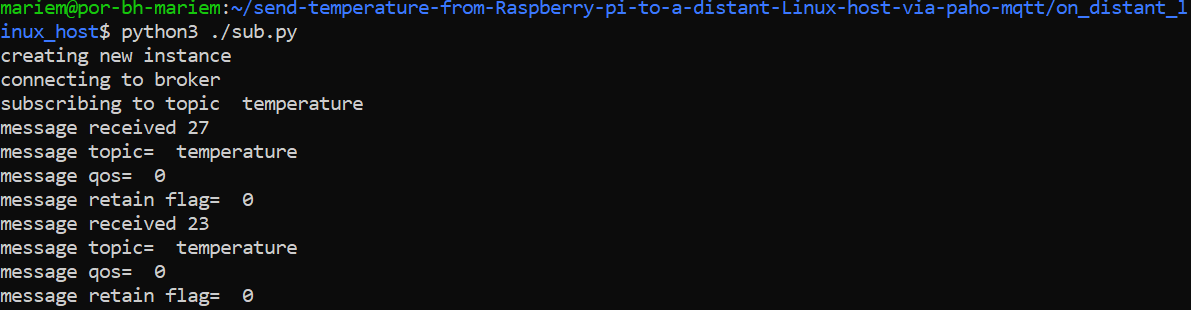 mariem@por-bh-mariem:~/send-temperature-from-Raspberry-pi-to-a-distant-Linux-host-via-paho-mqtt/on_distant_l
inux_host$ python3 ./sub.py
creating new instance
connecting to broker
subscribing to topic  temperature
message received 27
message topic=  temperature
message qos=  0
message retain flag=  0
message received 23
message topic=  temperature
message qos=  0
message retain flag=  0